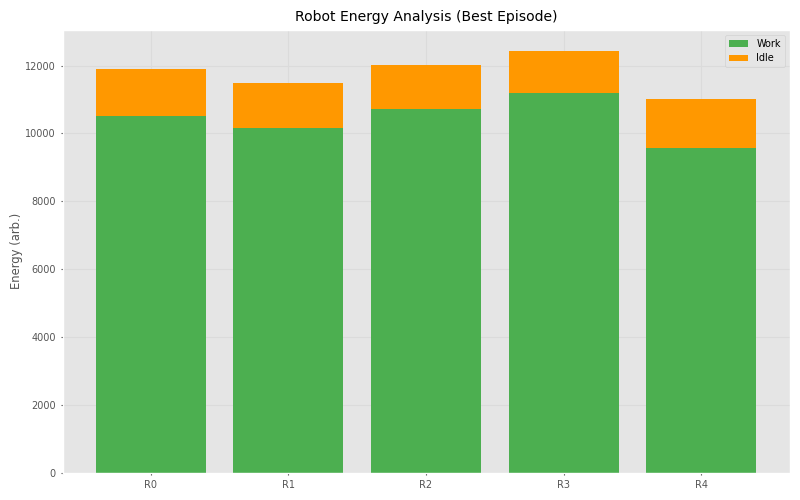 Robot Energy Analysis (Best Episode)
Work
Idle
Energy (arb.)
12000
10000
8000
6000
4000
2000
0
R0 R1 R2 R3 R4